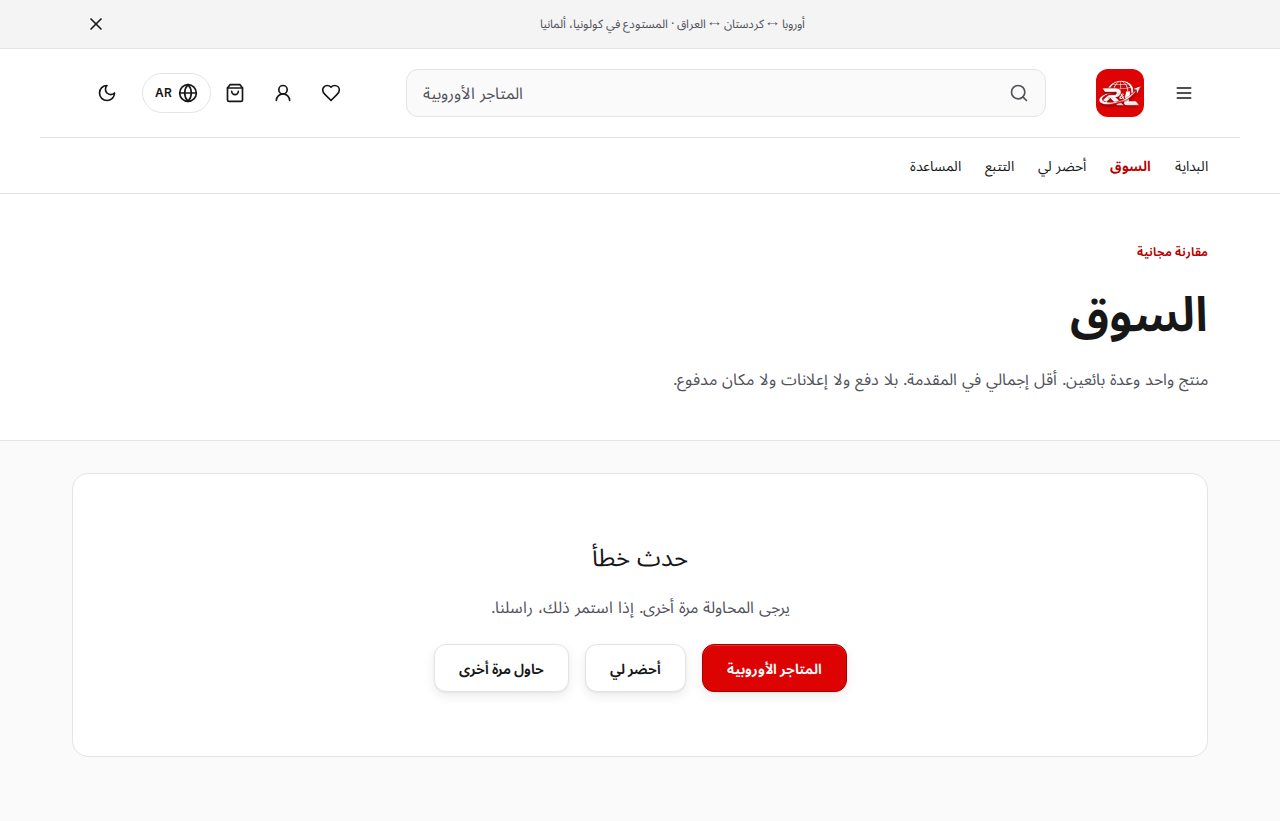 أوروبا ↔ كردستان ↔ العراق · المستودع في كولونيا، ألمانيا
المتاجر الأوروبية
AR
البداية
السوق
أحضر لي
التتبع
المساعدة
مقارنة مجانية
السوق
منتج واحد وعدة بائعين. أقل إجمالي في المقدمة. بلا دفع ولا إعلانات ولا مكان مدفوع.
حدث خطأ
يرجى المحاولة مرة أخرى. إذا استمر ذلك، راسلنا.
المتاجر الأوروبية
أحضر لي
حاول مرة أخرى